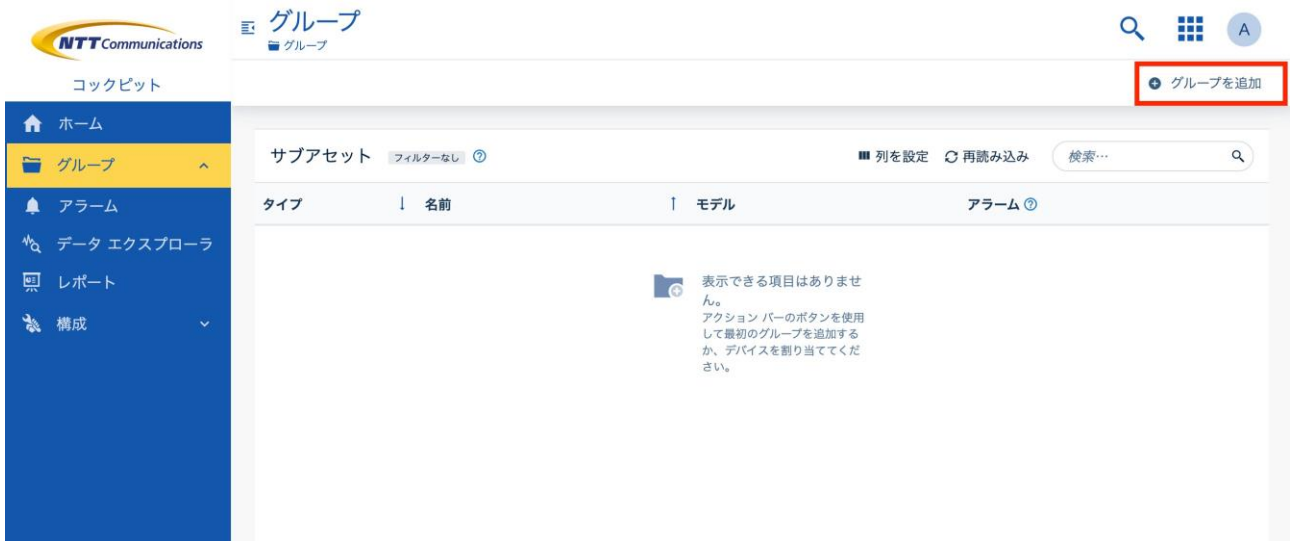 NTT Communications
コックピット
ホーム
グループ
アラーム
データ エクスプローラ
レポート
構成
グループ
グループ
A
グループを追加
サブアセット フィルターなし 列を設定 再読み込み 検索…
タイプ 名前 モデル アラーム
表示できる項目はありませ
ん。
アクション バーのボタンを使用
して最初のグループを追加する
か、デバイスを割り当ててくだ
さい。